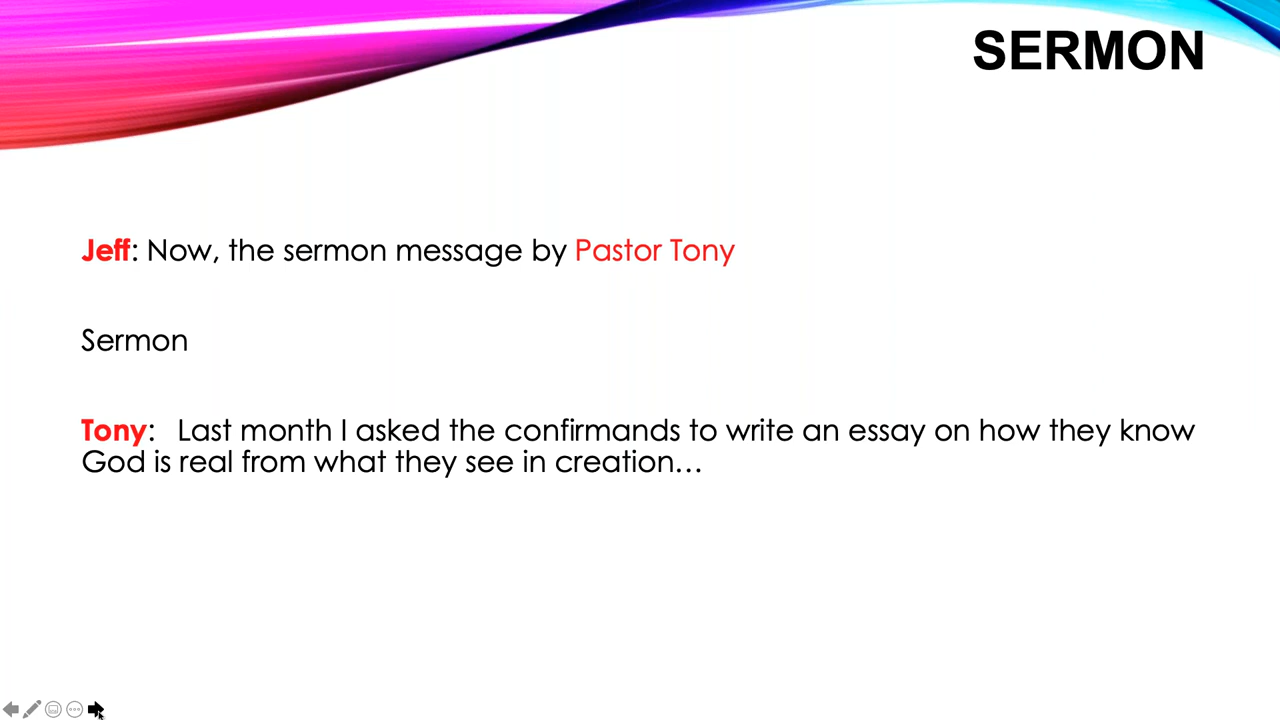 SERMON
Jeff: Now, the sermon message by Pastor Tony
Sermon
Tony: Last month I asked the confirmands to write an essay on how they know
God is real from what they see in creation…